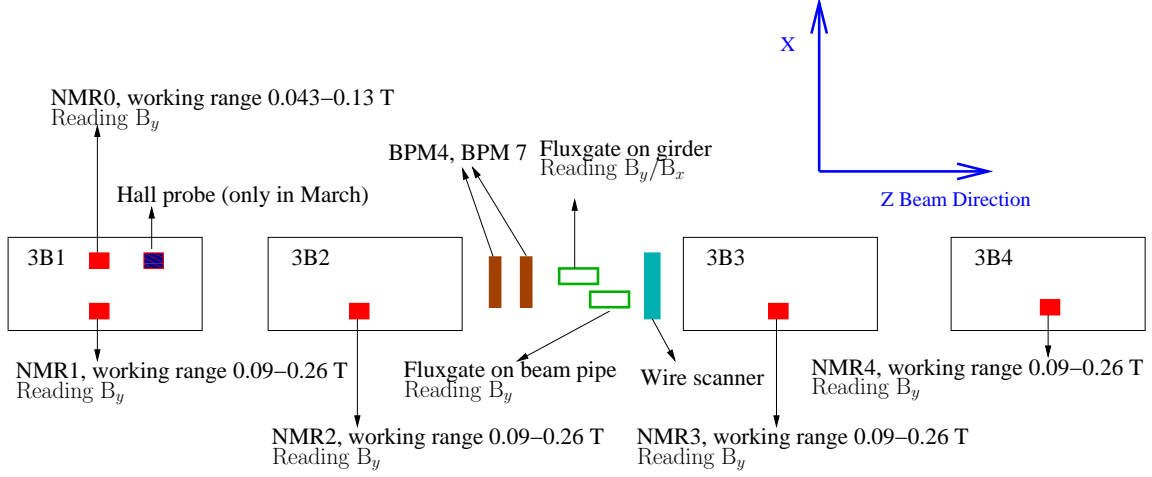 X
Z Beam Direction
NMR0, working range 0.043–0.13 T
Reading B_y
Hall probe (only in March)
BPM4, BPM 7
Fluxgate on girder
Reading B_y/B_x
3B1
3B2
3B3
3B4
NMR1, working range 0.09–0.26 T
Reading B_y
Fluxgate on beam pipe
Reading B_y
Wire scanner
NMR4, working range 0.09–0.26 T
Reading B_y
NMR2, working range 0.09–0.26 T
Reading B_y
NMR3, working range 0.09–0.26 T
Reading B_y